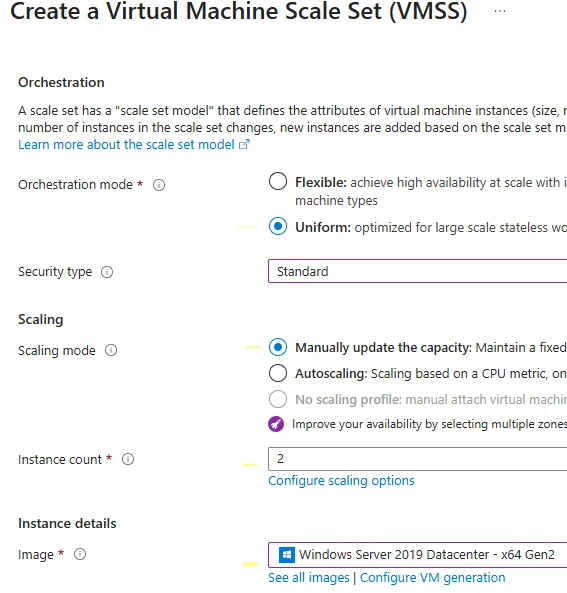 Create a Virtual Machine Scale Set (VMSS) ...
Orchestration
A scale set has a "scale set model" that defines the attributes of virtual machine instances (size,
number of instances in the scale set changes, new instances are added based on the scale set
Learn more about the scale set model
Orchestration mode *
Flexible: achieve high availability at scale with
machine types
Uniform: optimized for large scale stateless
Security type
Standard
Scaling
Scaling mode
Manually update the capacity: Maintain a fixed
Autoscaling: Scaling based on a CPU metric, on
No scaling profile: manual attach virtual
Improve your availability by selecting multiple zones
Instance count *
2
Configure scaling options
Instance details
Image *
Windows Server 2019 Datacenter - x64 Gen2
See all images | Configure VM generation